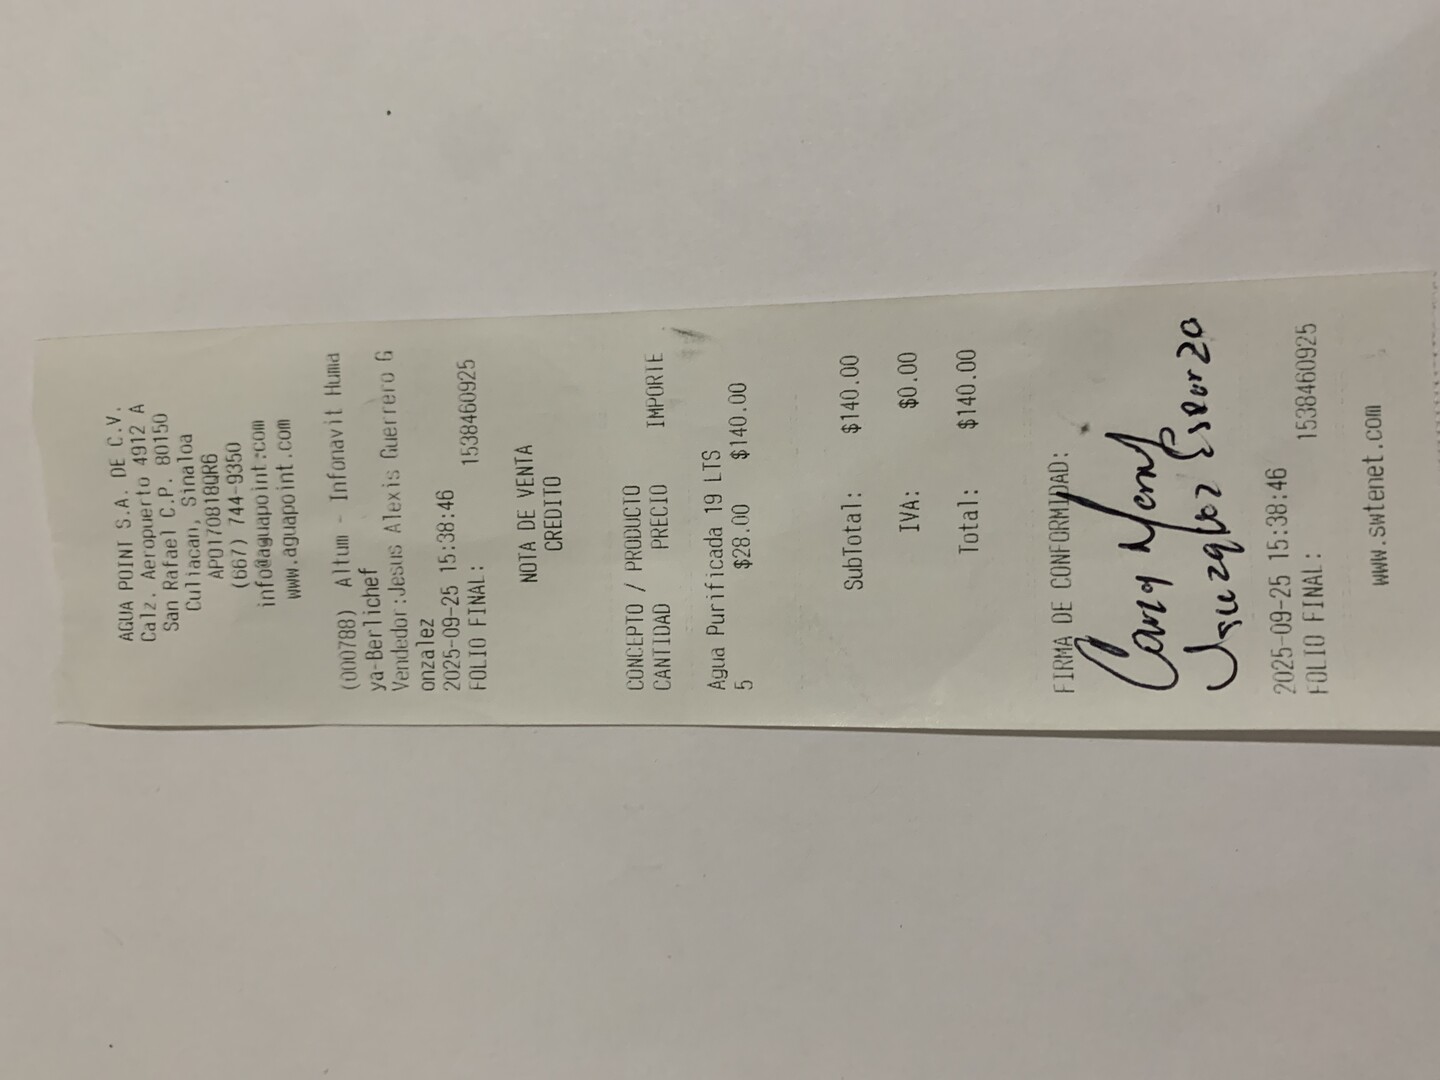 AGUA POINT S.A. DE C.V.
Calz. Aeropuerto 4912 A
San Rafael C.P. 80150
Culiacan, Sinaloa
APO170818QR6
(667) 744-9350
info@aguapoint.com
www.aguapoint.com
(000788) Altum - Infonavit Huma
ya-Berlichef
Vendedor:Jesus Alexis Guerrero G
onzalez
2025-09-25 15:38:46
FOLIO FINAL: 1538460925
NOTA DE VENTA
CREDITO
CONCEPTO / PRODUCTO
CANTIDAD PRECIO IMPORTE
Agua Purificada 19 LTS
5 $28.00 $140.00
SubTotal: $140.00
IVA: $0.00
Total: $140.00
FIRMA DE CONFORMIDAD:
2025-09-25 15:38:46
FOLIO FINAL: 1538460925
www.swtenet.com